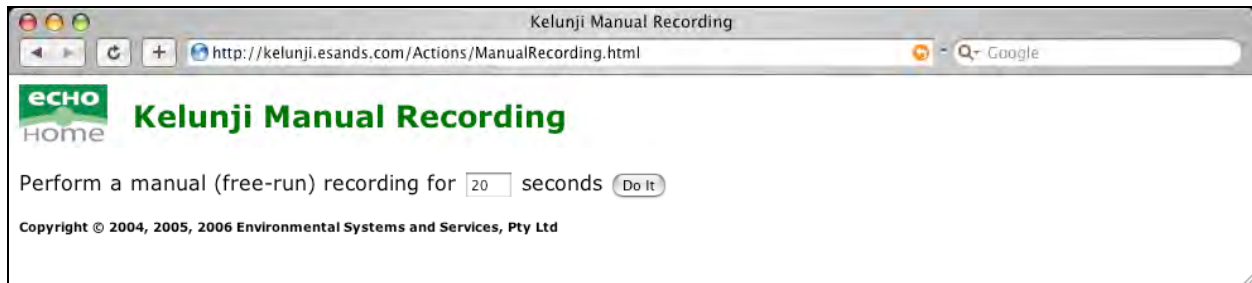 Kelunji Manual Recording
http://kelunji.esands.com/Actions/ManualRecording.html
Google
ecHo
Home
Kelunji Manual Recording
Perform a manual (free-run) recording for 20 seconds Do It
Copyright © 2004, 2005, 2006 Environmental Systems and Services, Pty Ltd